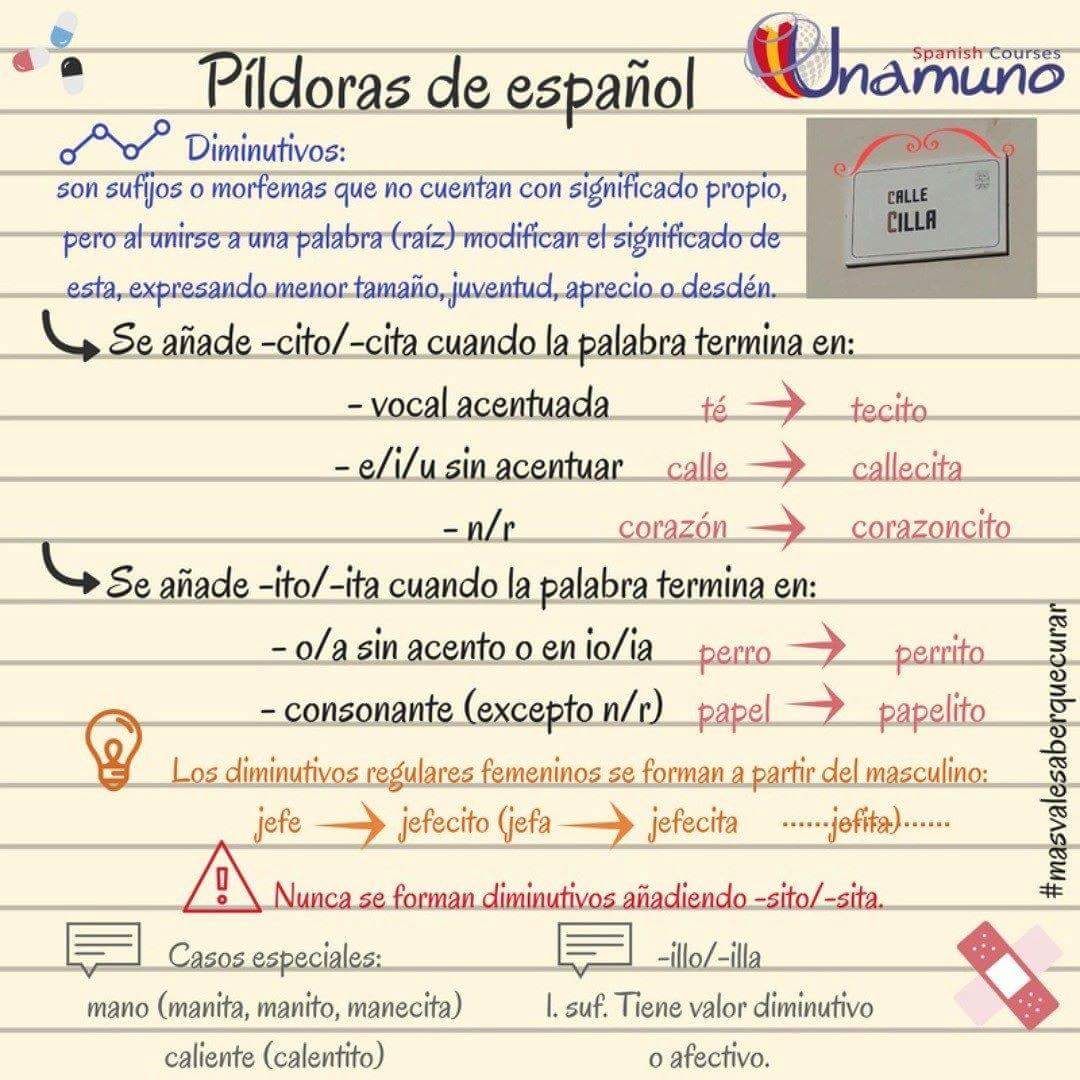 Píldoras de español
Spanish Courses
Unamuno
Diminutivos:
son sufijos o morfemas que no cuentan con significado propio,
pero al unirse a una palabra (raíz) modifican el significado de
esta, expresando menor tamaño, juventud, aprecio o desdén.
CALLE
CILLA
Se añade -cito/-cita cuando la palabra termina en:
- vocal acentuada té tecito
- e/i/u sin acentuar calle callecita
- n/r corazón corazoncito
Se añade -ito/-ita cuando la palabra termina en:
- o/a sin acento o en io/ia perro perrito
- consonante (excepto n/r) papel papelito
Los diminutivos regulares femeninos se forman a partir del masculino:
jefe jefecito (jefa jefecita jefita)
Nunca se forman diminutivos añadiendo -sito/-sita.
Casos especiales:
mano (manita, manito, manecita)
caliente (calentito)
-illo/-illa
1. suf. Tiene valor diminutivo
o afectivo.
#masvalesaberquecurar